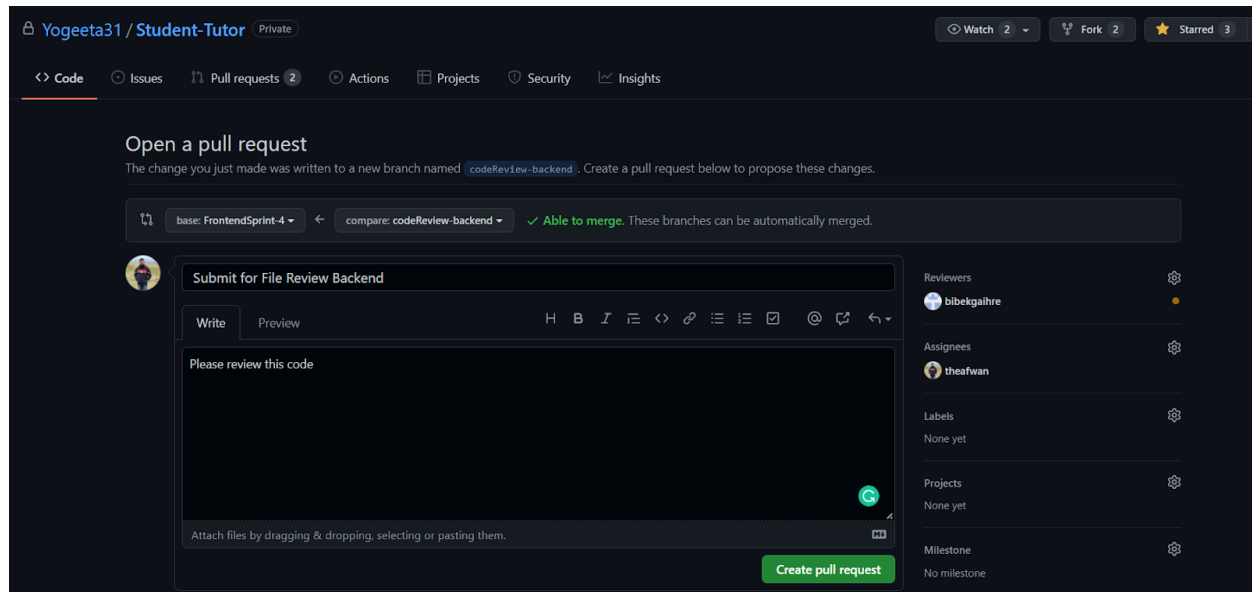 Yogeeta31 / Student-Tutor Private
Watch 2 Fork 2 Starred 3
Code Issues Pull requests 2 Actions Projects Security Insights
Open a pull request
The change you just made was written to a new branch named codeReview-backend. Create a pull request below to propose these changes.
base: FrontendSprint-4 compare: codeReview-backend Able to merge. These branches can be automatically merged.
Submit for File Review Backend
Write Preview
Please review this code
Attach files by dragging & dropping, selecting or pasting them.
Create pull request
Reviewers
bibekgaihre
Assignees
theafwan
Labels
None yet
Projects
None yet
Milestone
No milestone